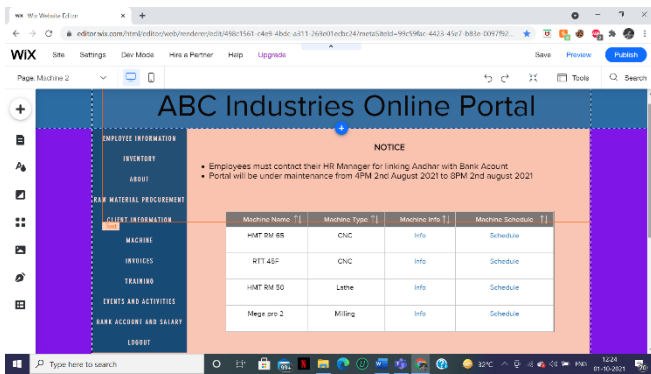 Wix Website Editor
editor.wix.com/html/editor/web/renderer/edit/
WiX Site Settings Dev Mode Hire a Partner Help Upgrade Save Preview Publish
Page: Machine 2 Tools Search
ABC Industries Online Portal
EMPLOYEE INFORMATION
INVENTORY
ABOUT
RAW MATERIAL PROCUREMENT
CLIENT INFORMATION
Text
MACHINE
INVOICES
TRAINING
EVENTS AND ACTIVITIES
BANK ACCOUNT AND SALARY
LOGOUT
NOTICE
• Employees must contact their HR Manager for linking Aadhar with Bank Acount
• Portal will be under maintenance from 4PM 2nd August 2021 to 8PM 2nd august 2021
Machine Name Machine Type Machine Info Machine Schedule
HMT RM 65 CNC Info Schedule
RTT 45F CNC Info Schedule
HMT RM 50 Lathe Info Schedule
Mega pro 2 Milling Info Schedule
Type here to search
99+
32°C
ENG
12:24
01-10-2021